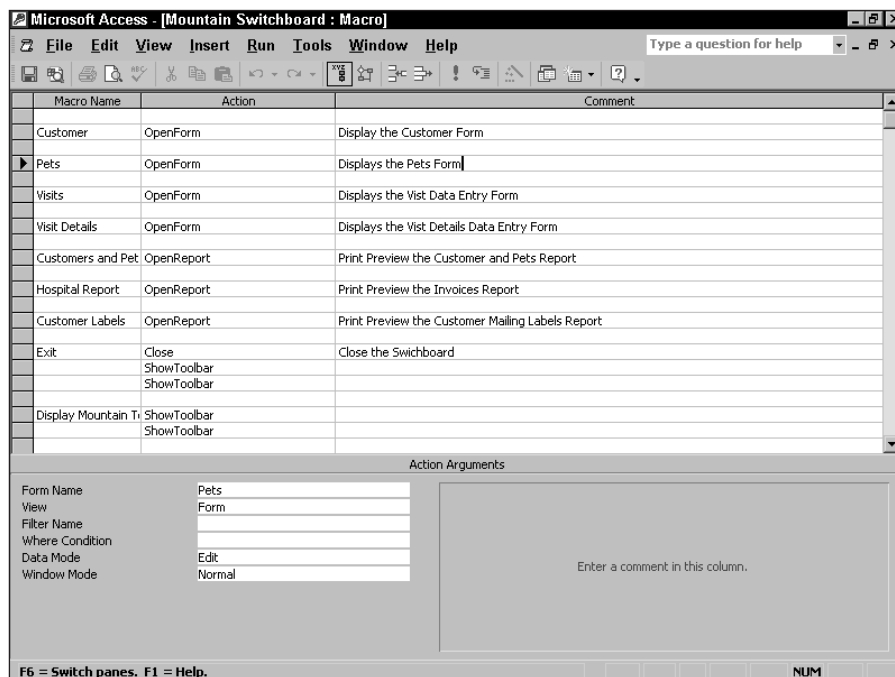 Microsoft Access - [Mountain Switchboard : Macro]
File Edit View Insert Run Tools Window Help Type a question for help
Macro Name Action Comment
Customer OpenForm Display the Customer Form
Pets OpenForm Displays the Pets Form
Visits OpenForm Displays the Vist Data Entry Form
Visit Details OpenForm Displays the Vist Details Data Entry Form
Customers and Pet OpenReport Print Preview the Customer and Pets Report
Hospital Report OpenReport Print Preview the Invoices Report
Customer Labels OpenReport Print Preview the Customer Mailing Labels Report
Exit Close Close the Swichboard
ShowToolbar
ShowToolbar
Display Mountain T ShowToolbar
ShowToolbar
Action Arguments
Form Name Pets
View Form
Filter Name
Where Condition
Data Mode Edit
Window Mode Normal
Enter a comment in this column.
F6 = Switch panes. F1 = Help. NUM